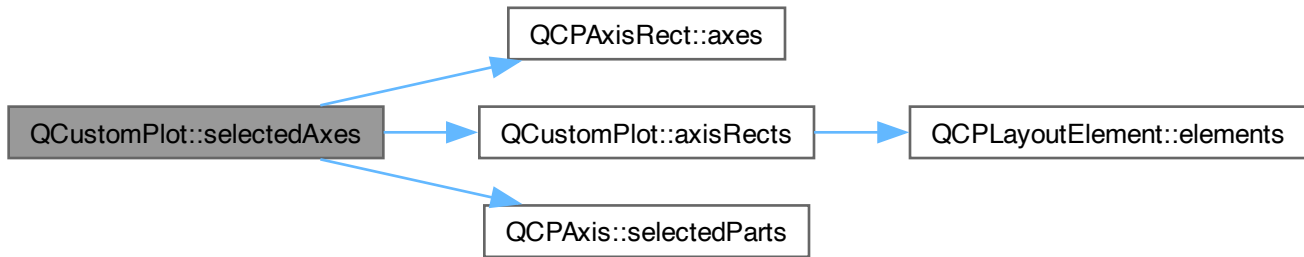 QCPAxisRect::axes
QCustomPlot::selectedAxes
QCustomPlot::axisRects
QCPLayoutElement::elements
QCPAxis::selectedParts